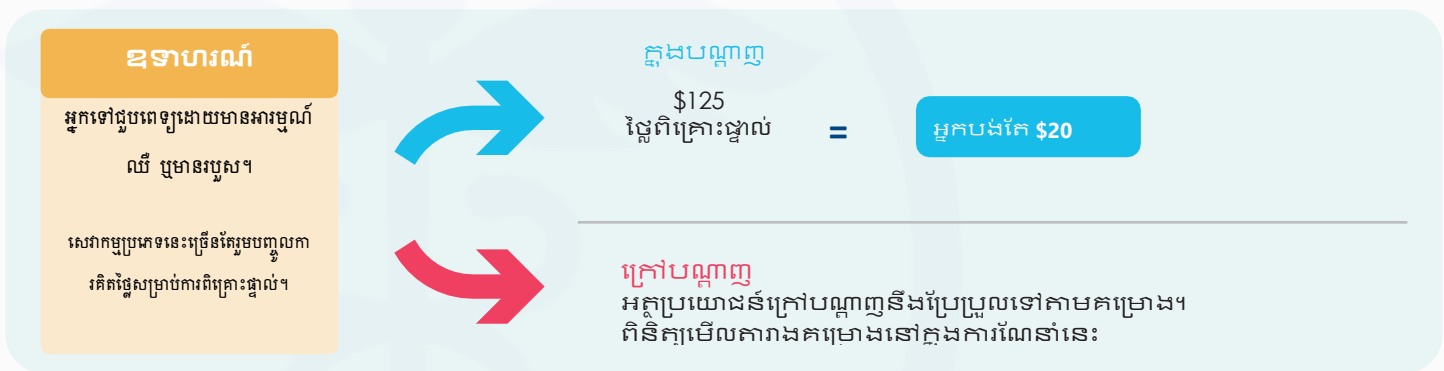 ឧទាហរណ៍
អ្នកទៅជួបពេទ្យដោយមានអារម្មណ៍
ឈឺ ឬមានរបួស។
សេវាកម្មប្រភេទនេះច្រើនតែរួមបញ្ចូលកា
រគិតថ្លៃសម្រាប់ការពិគ្រោះផ្ទាល់។
ក្នុងបណ្តាញ
$125
ថ្លៃពិគ្រោះផ្ទាល់
=
អ្នកបង់តែ $20
ក្រៅបណ្តាញ
អត្ថប្រយោជន៍ក្រៅបណ្តាញនឹងប្រែប្រួលទៅតាមគម្រោង។
ពិនិត្យមើលតារាងគម្រោងនៅក្នុងការណែនាំនេះ